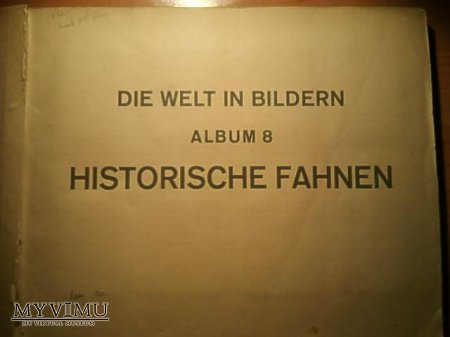 DIE WELT IN BILDERN
ALBUM 8
HISTORISCHE FAHNEN
MYVIMU
MY VIRTUAL MUSEUM